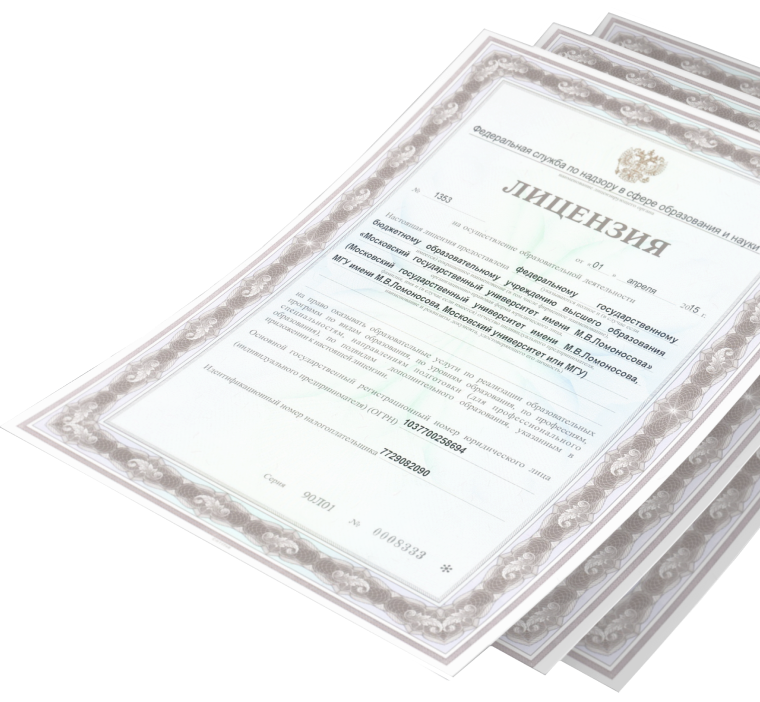 Федеральная служба по надзору в сфере образования и науки
ЛИЦЕНЗИЯ
№ 1353 от «01» апреля 2015 г.
на осуществление образовательной деятельности
Настоящая лицензия предоставлена федеральному государственному
бюджетному образовательному учреждению высшего образования
«Московский государственный университет имени М.В.Ломоносова»
(Московский государственный университет имени М.В.Ломоносова,
МГУ имени М.В.Ломоносова, Московский университет или МГУ)
на право оказывать образовательные услуги по реализации образовательных
программ по видам образования, по уровням образования, по профессиям,
специальностям, направлениям подготовки (для профессионального
образования), по подвидам дополнительного образования, указанным в
приложении к настоящей лицензии
Основной государственный регистрационный номер юридического лица
(индивидуального предпринимателя) (ОГРН) 1037700258694
Идентификационный номер налогоплательщика 7729082090
Серия 90Л01 № 0008333 *